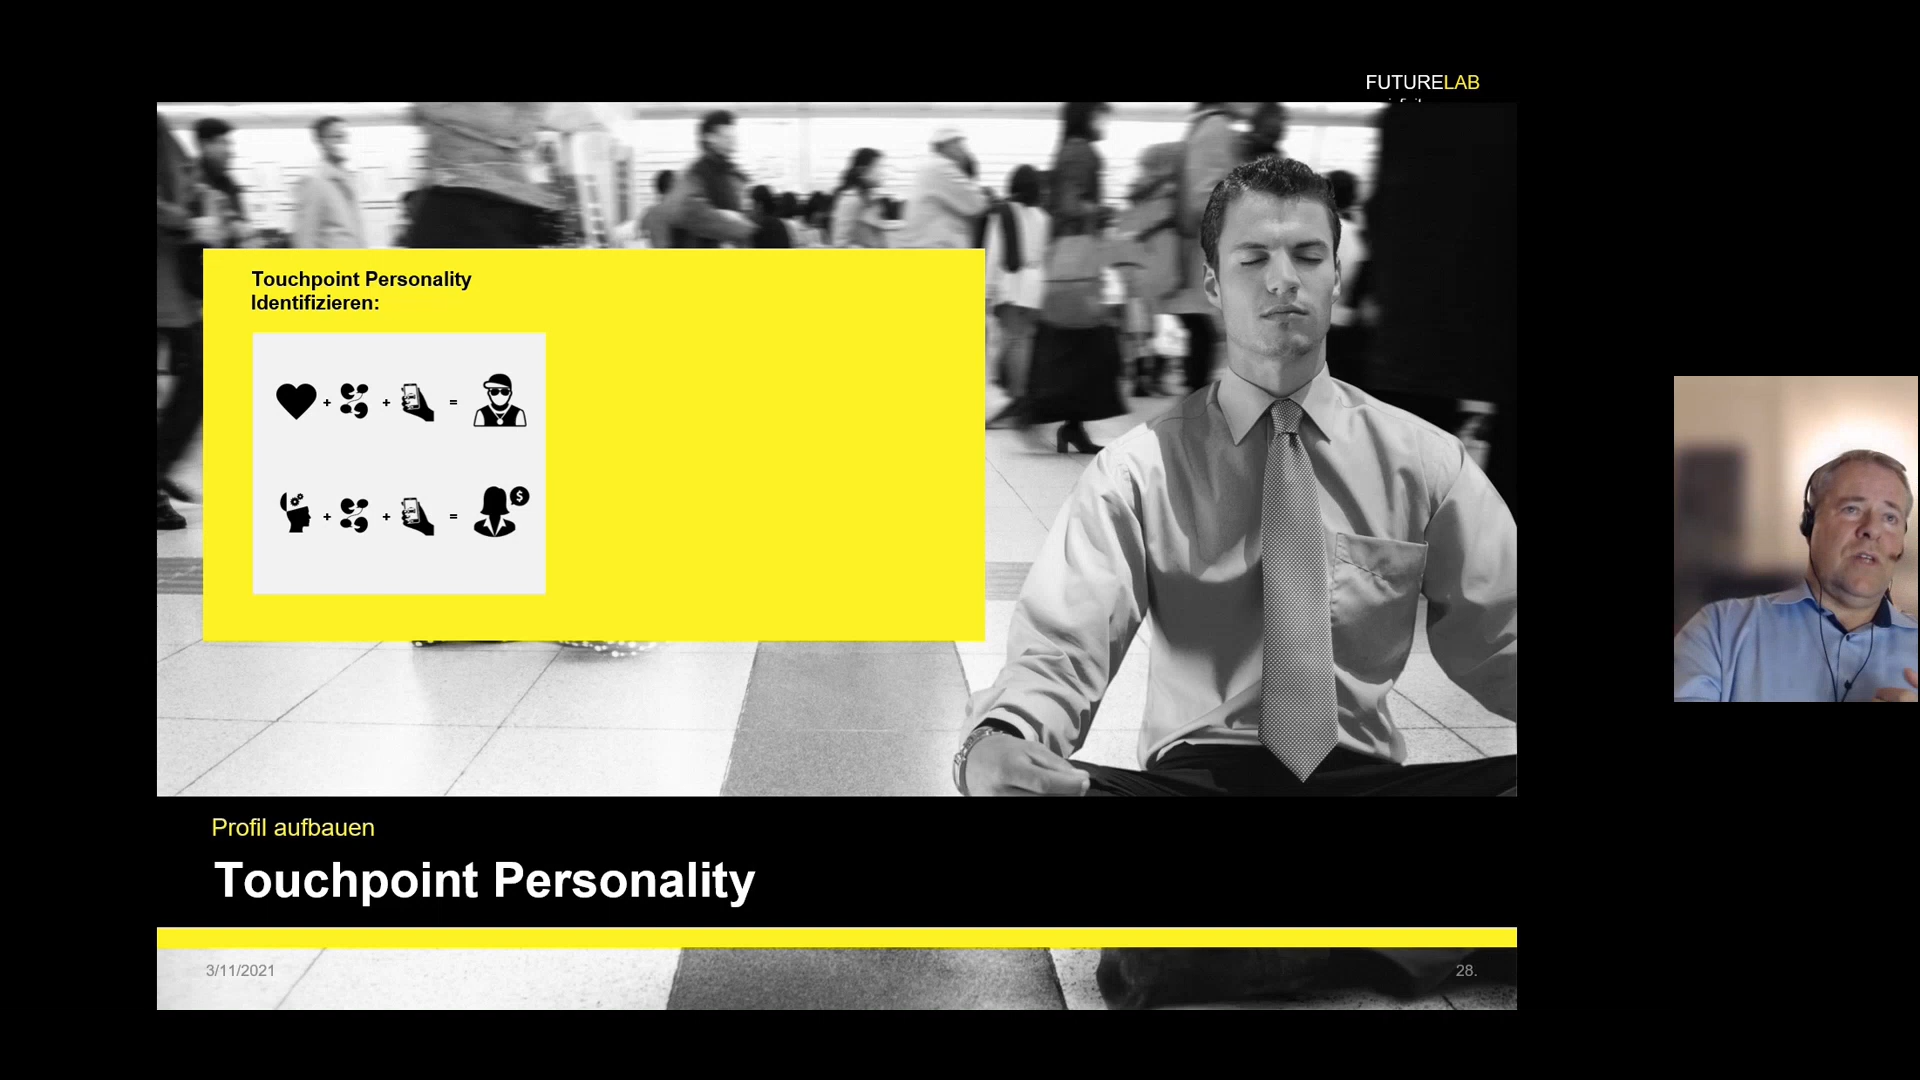 FUTURELAB
Touchpoint Personality
Identifizieren:
+ + =
$
+ + =
Profil aufbauen
Touchpoint Personality
3/11/2021
28.